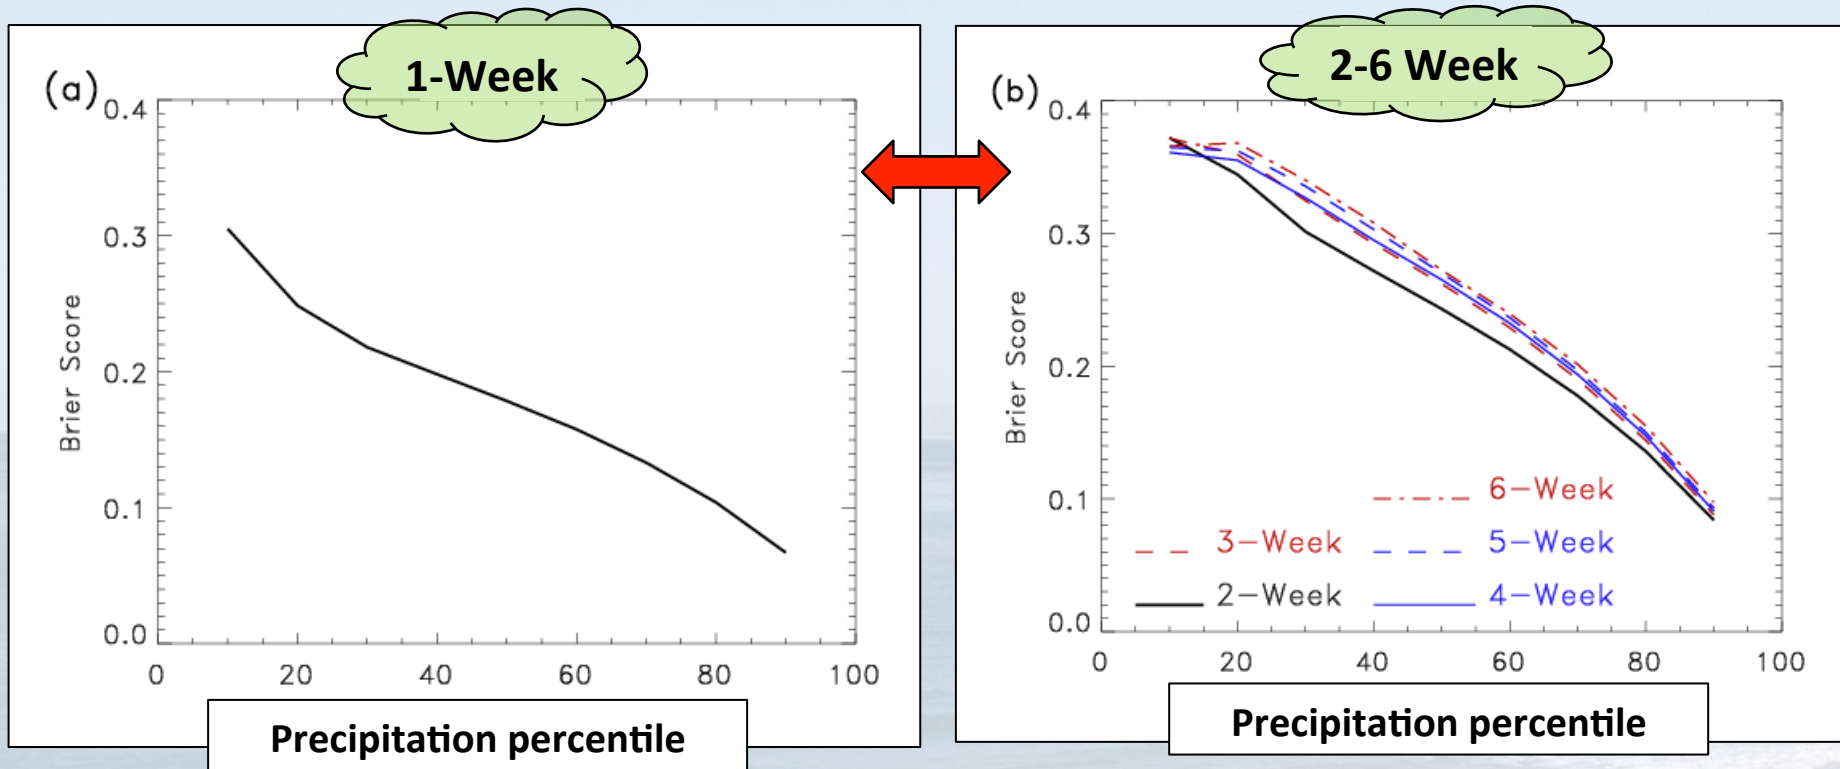 1-Week
(a)
0.4
0.3
0.2
0.1
0.0
Brier Score
0 20 40 60 80 100
Precipitation percentile
2-6 Week
(b)
0.4
0.3
0.2
0.1
0.0
Brier Score
6-Week
3-Week 5-Week
2-Week 4-Week
0 20 40 60 80 100
Precipitation percentile